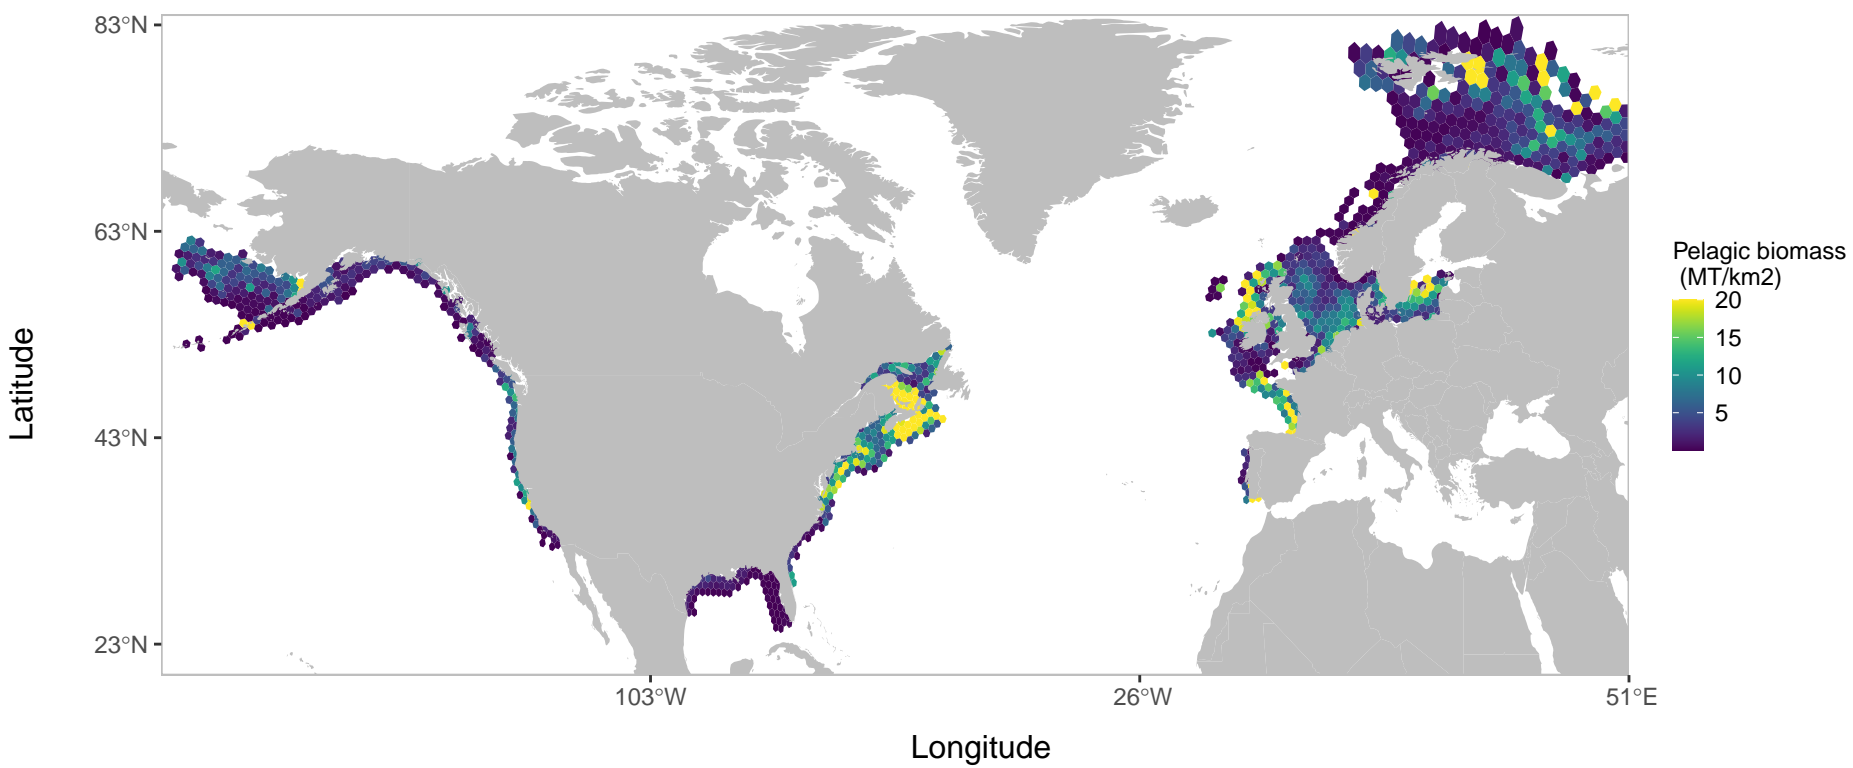 83°N
63°N
43°N
23°N
Latitude
103°W
26°W
51°E
Longitude
Pelagic biomass
(MT/km2)
20
15
10
5